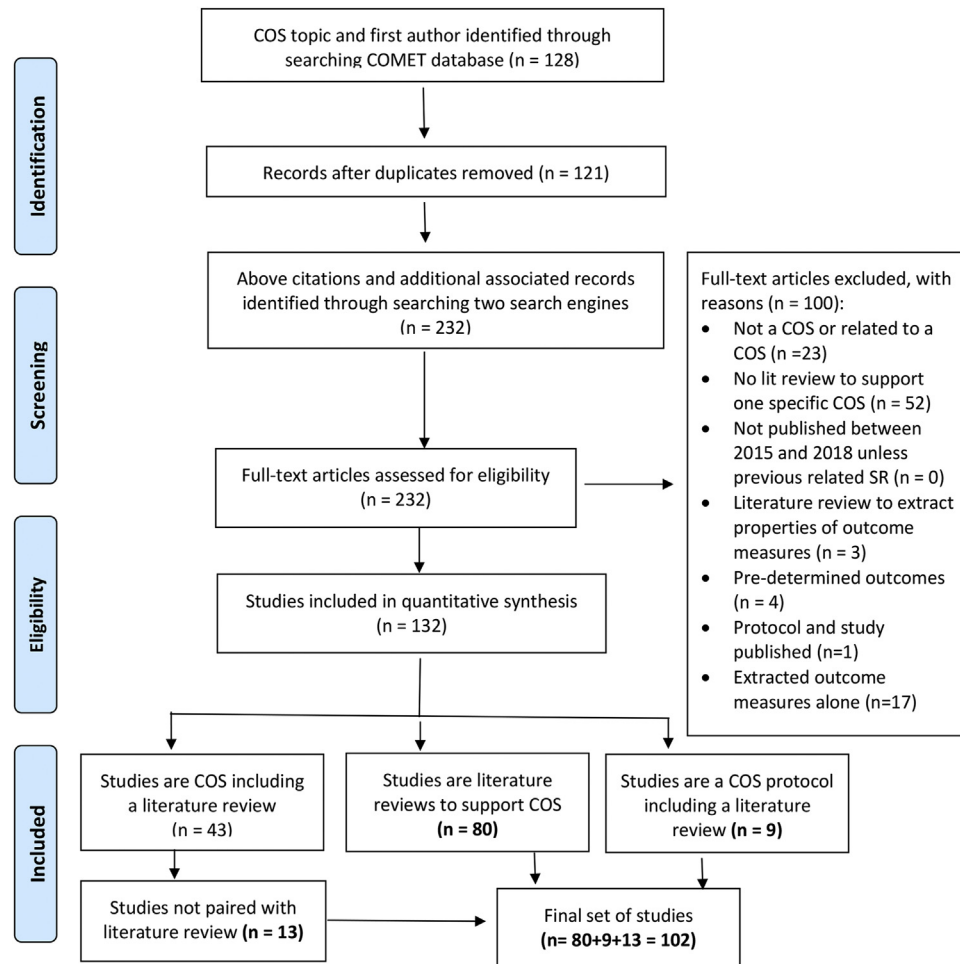 COS topic and first author identified through
searching COMET database (n = 128)
Identification
Records after duplicates removed (n = 121)
Above citations and additional associated records
identified through searching two search engines
(n = 232)
Screening
Full-text articles assessed for eligibility
(n = 232)
Full-text articles excluded, with
reasons (n = 100):
• Not a COS or related to a
COS (n =23)
• No lit review to support
one specific COS (n = 52)
• Not published between
2015 and 2018 unless
previous related SR (n = 0)
• Literature review to extract
properties of outcome
measures (n = 3)
• Pre-determined outcomes
(n = 4)
• Protocol and study
published (n=1)
• Extracted outcome
measures alone (n=17)
Eligibility
Studies included in quantitative synthesis
(n = 132)
Included
Studies are COS including
a literature review
(n = 43)
Studies are literature
reviews to support COS
(n = 80)
Studies are a COS protocol
including a literature
review (n = 9)
Studies not paired with
literature review (n = 13)
Final set of studies
(n= 80+9+13 = 102)